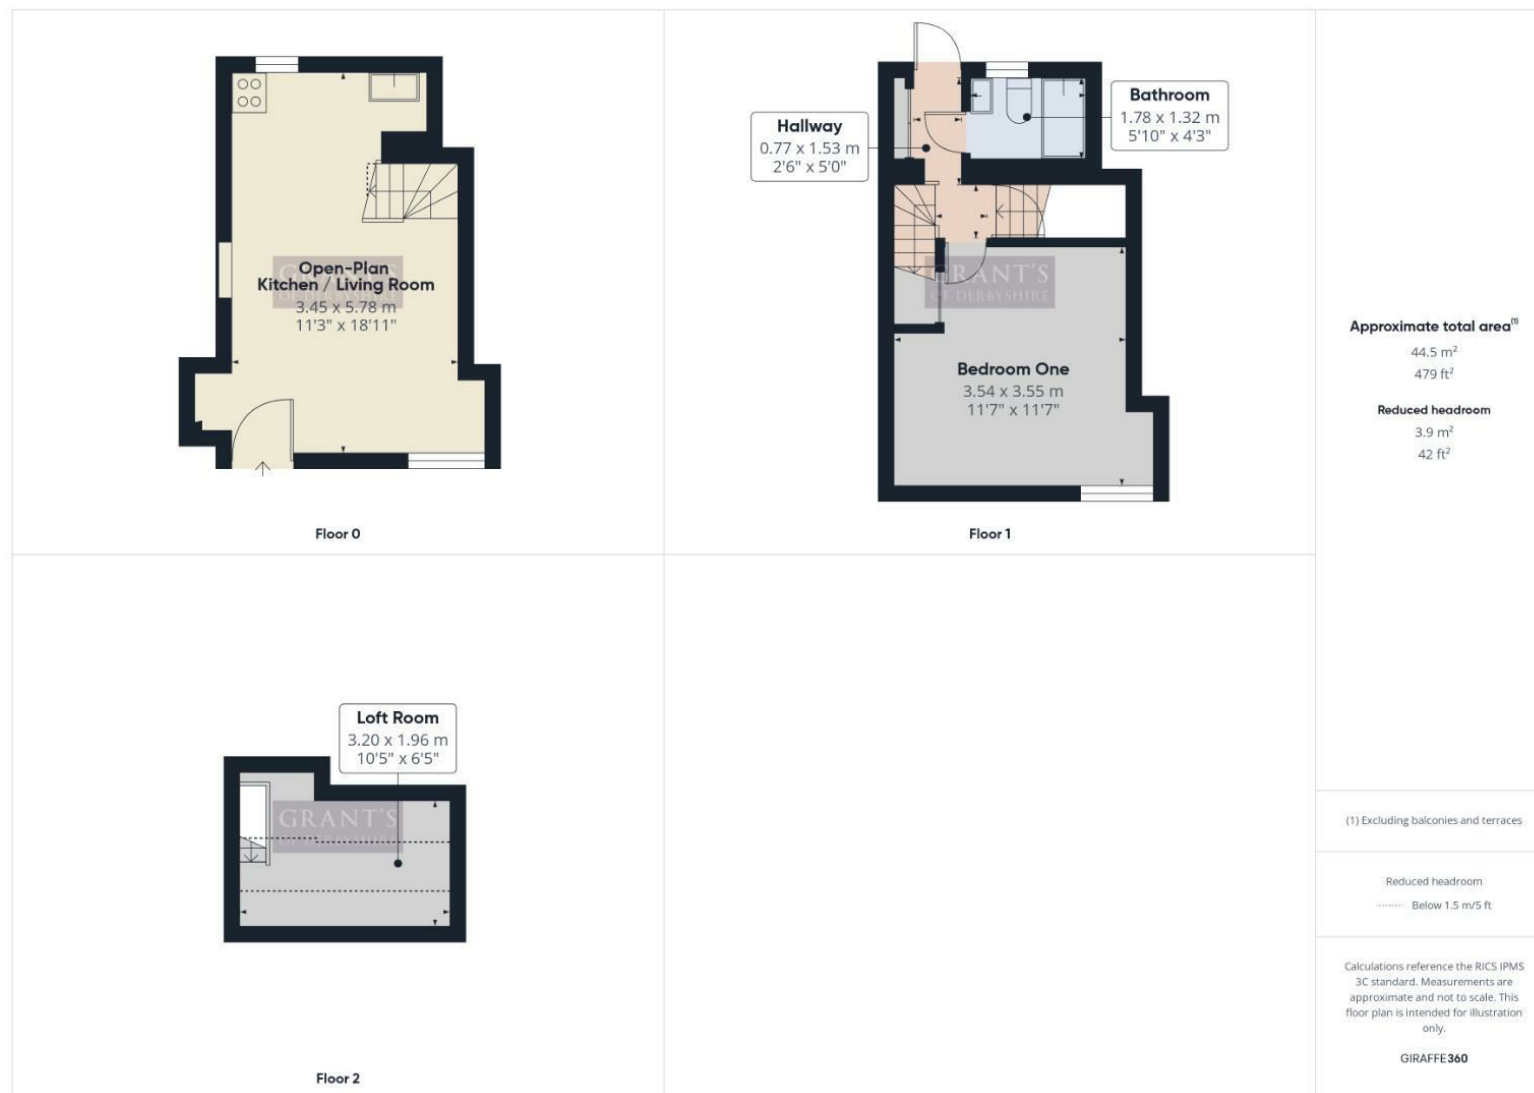 Open-Plan
Kitchen / Living Room
3.45 x 5.78 m
11'3" x 18'11"
GRANT'S
OF DERBYSHIRE
Floor 0
Hallway
0.77 x 1.53 m
2'6" x 5'0"
Bathroom
1.78 x 1.32 m
5'10" x 4'3"
GRANT'S
OF DERBYSHIRE
Bedroom One
3.54 x 3.55 m
11'7" x 11'7"
Floor 1
Loft Room
3.20 x 1.96 m
10'5" x 6'5"
GRANT'S
OF DERBYSHIRE
Floor 2
Approximate total area(1)
44.5 m²
479 ft²
Reduced headroom
3.9 m²
42 ft²
(1) Excluding balconies and terraces
Reduced headroom
Below 1.5 m/5 ft
Calculations reference the RICS IPMS
3C standard. Measurements are
approximate and not to scale. This
floor plan is intended for illustration
only.
GIRAFFE360